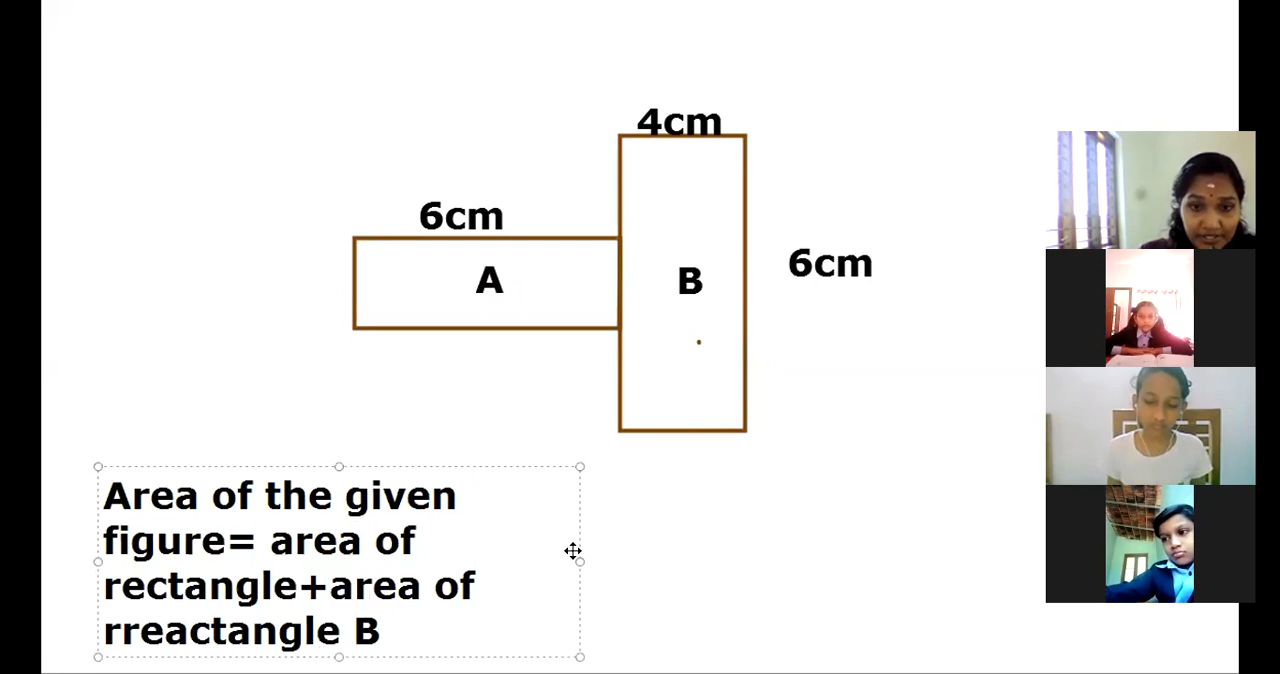 4cm
6cm
A
B
6cm
Area of the given
figure= area of
rectangle+area of
rreactangle B